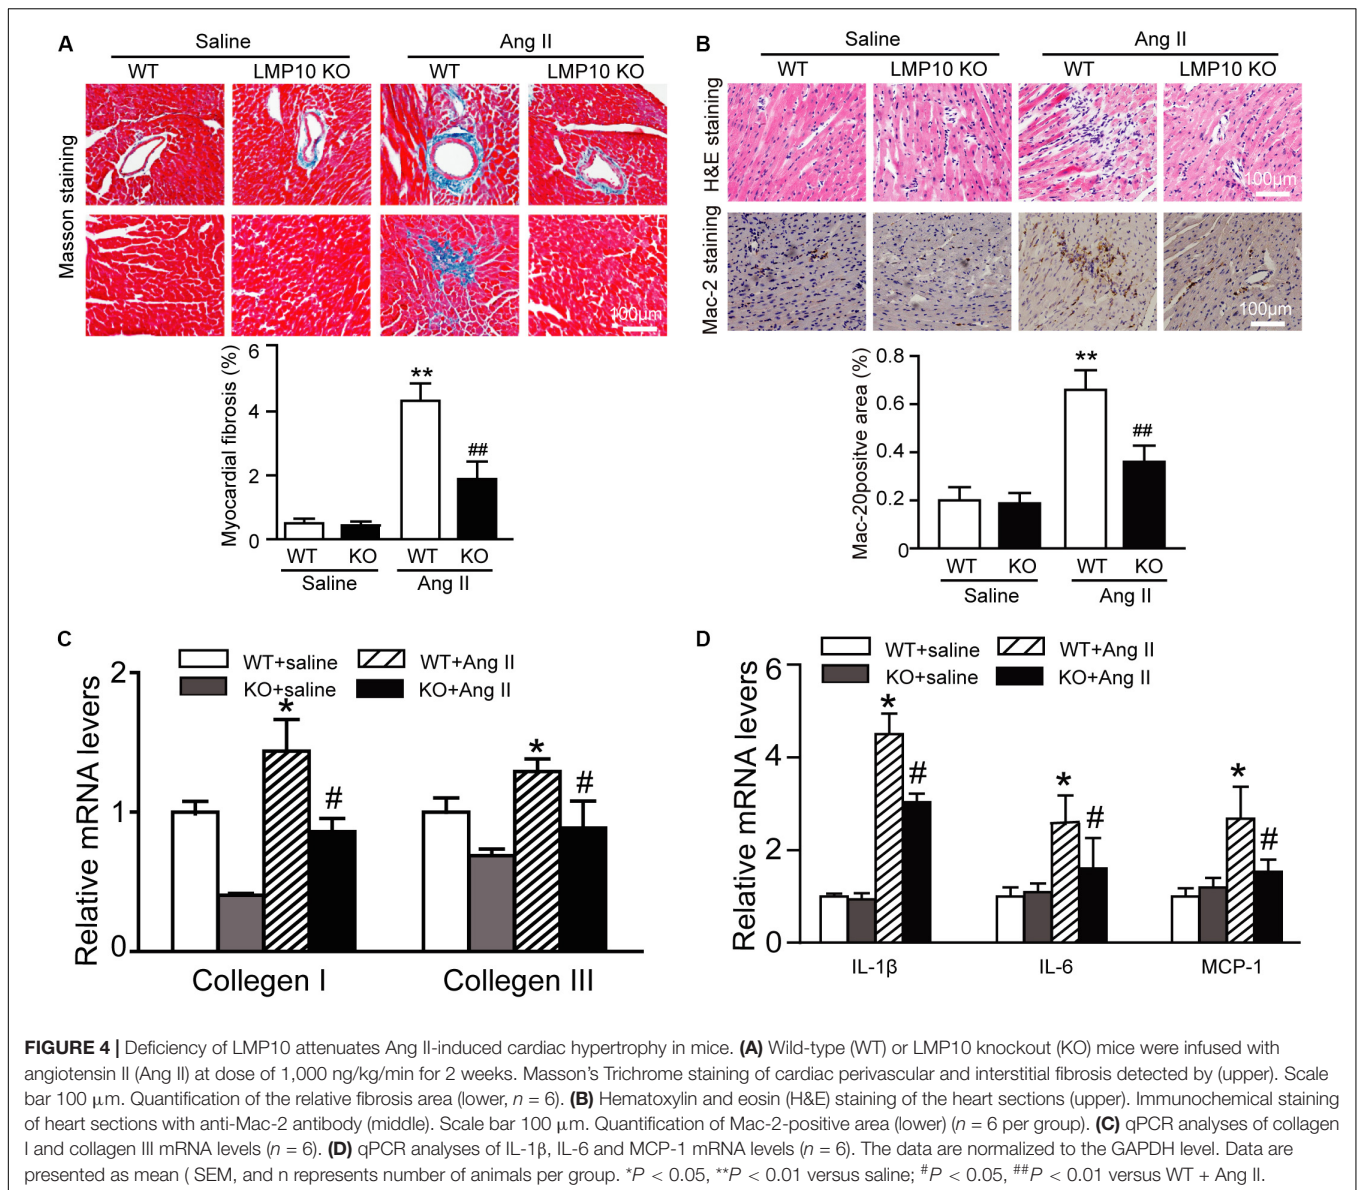 A
Saline
Ang II
WT
LMP10 KO
WT
LMP10 KO
Masson staining
100µm
Myocardial fibrosis (%)
6
4
2
0
**
##
WT
KO
WT
KO
Saline
Ang II
B
Saline
Ang II
WT
LMP10 KO
WT
LMP10 KO
H&E staining
100µm
Mac-2 staining
100µm
Mac-20positve area (%)
0.8
0.6
0.4
0.2
0
**
##
WT
KO
WT
KO
Saline
Ang II
C
WT+saline
WT+Ang II
KO+saline
KO+Ang II
Relative mRNA levers
2
1
0
*
#
*
#
Collagen I
Collagen III
D
WT+saline
WT+Ang II
KO+saline
KO+Ang II
Relative mRNA levers
6
4
2
0
*
#
*
#
*
#
IL-1β
IL-6
MCP-1
FIGURE 4 | Deficiency of LMP10 attenuates Ang II-induced cardiac hypertrophy in mice. (A) Wild-type (WT) or LMP10 knockout (KO) mice were infused with
angiotensin II (Ang II) at dose of 1,000 ng/kg/min for 2 weeks. Masson's Trichrome staining of cardiac perivascular and interstitial fibrosis detected by (upper). Scale
bar 100 µm. Quantification of the relative fibrosis area (lower, n = 6). (B) Hematoxylin and eosin (H&E) staining of the heart sections (upper). Immunochemical staining
of heart sections with anti-Mac-2 antibody (middle). Scale bar 100 µm. Quantification of Mac-2-positive area (lower) (n = 6 per group). (C) qPCR analyses of collagen
I and collagen III mRNA levels (n = 6). (D) qPCR analyses of IL-1β, IL-6 and MCP-1 mRNA levels (n = 6). The data are normalized to the GAPDH level. Data are
presented as mean ( SEM, and n represents number of animals per group. *P < 0.05, **P < 0.01 versus saline; #P < 0.05, ##P < 0.01 versus WT + Ang II.